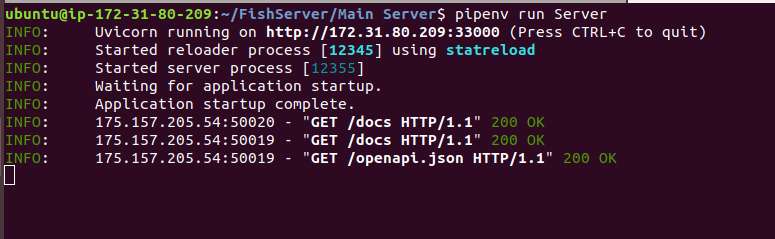 ubuntu@ip-172-31-80-209:~/FishServer/Main Server$ pipenv run Server
INFO:     Uvicorn running on http://172.31.80.209:33000 (Press CTRL+C to quit)
INFO:     Started reloader process [12345] using statreload
INFO:     Started server process [12355]
INFO:     Waiting for application startup.
INFO:     Application startup complete.
INFO:     175.157.205.54:50020 - "GET /docs HTTP/1.1" 200 OK
INFO:     175.157.205.54:50019 - "GET /docs HTTP/1.1" 200 OK
INFO:     175.157.205.54:50019 - "GET /openapi.json HTTP/1.1" 200 OK